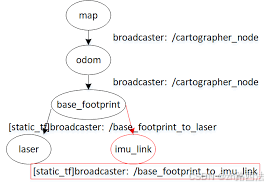 map
broadcaster: /cartographer_node
odom
broadcaster: /cartographer_node
base_footprint
[static_tf]broadcaster: /base_footprint_to_laser
laser
imu_link
[static_tf]broadcaster: /base_footprint_to_imu_link